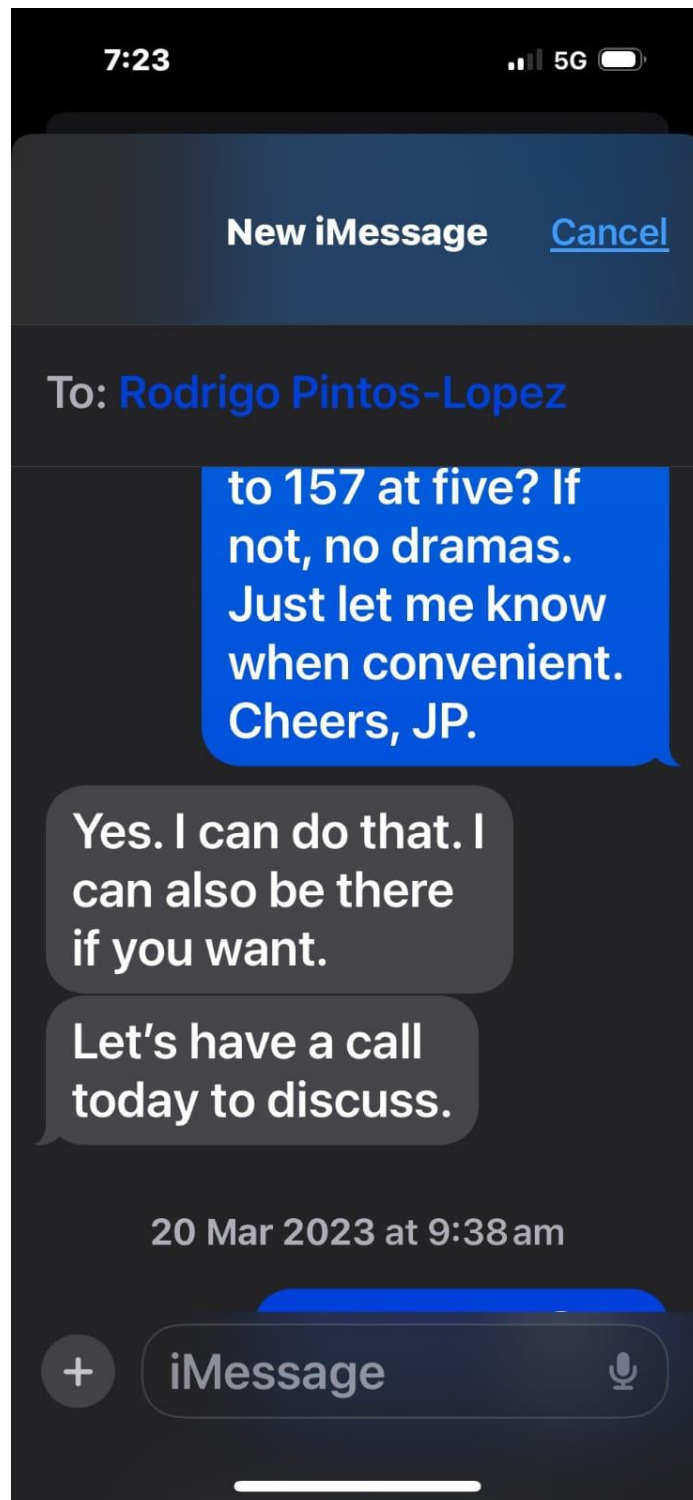 7:23 5G
New iMessage Cancel
To: Rodrigo Pintos-Lopez
to 157 at five? If
not, no dramas.
Just let me know
when convenient.
Cheers, JP.
Yes. I can do that. I
can also be there
if you want.
Let's have a call
today to discuss.
20 Mar 2023 at 9:38 am
iMessage